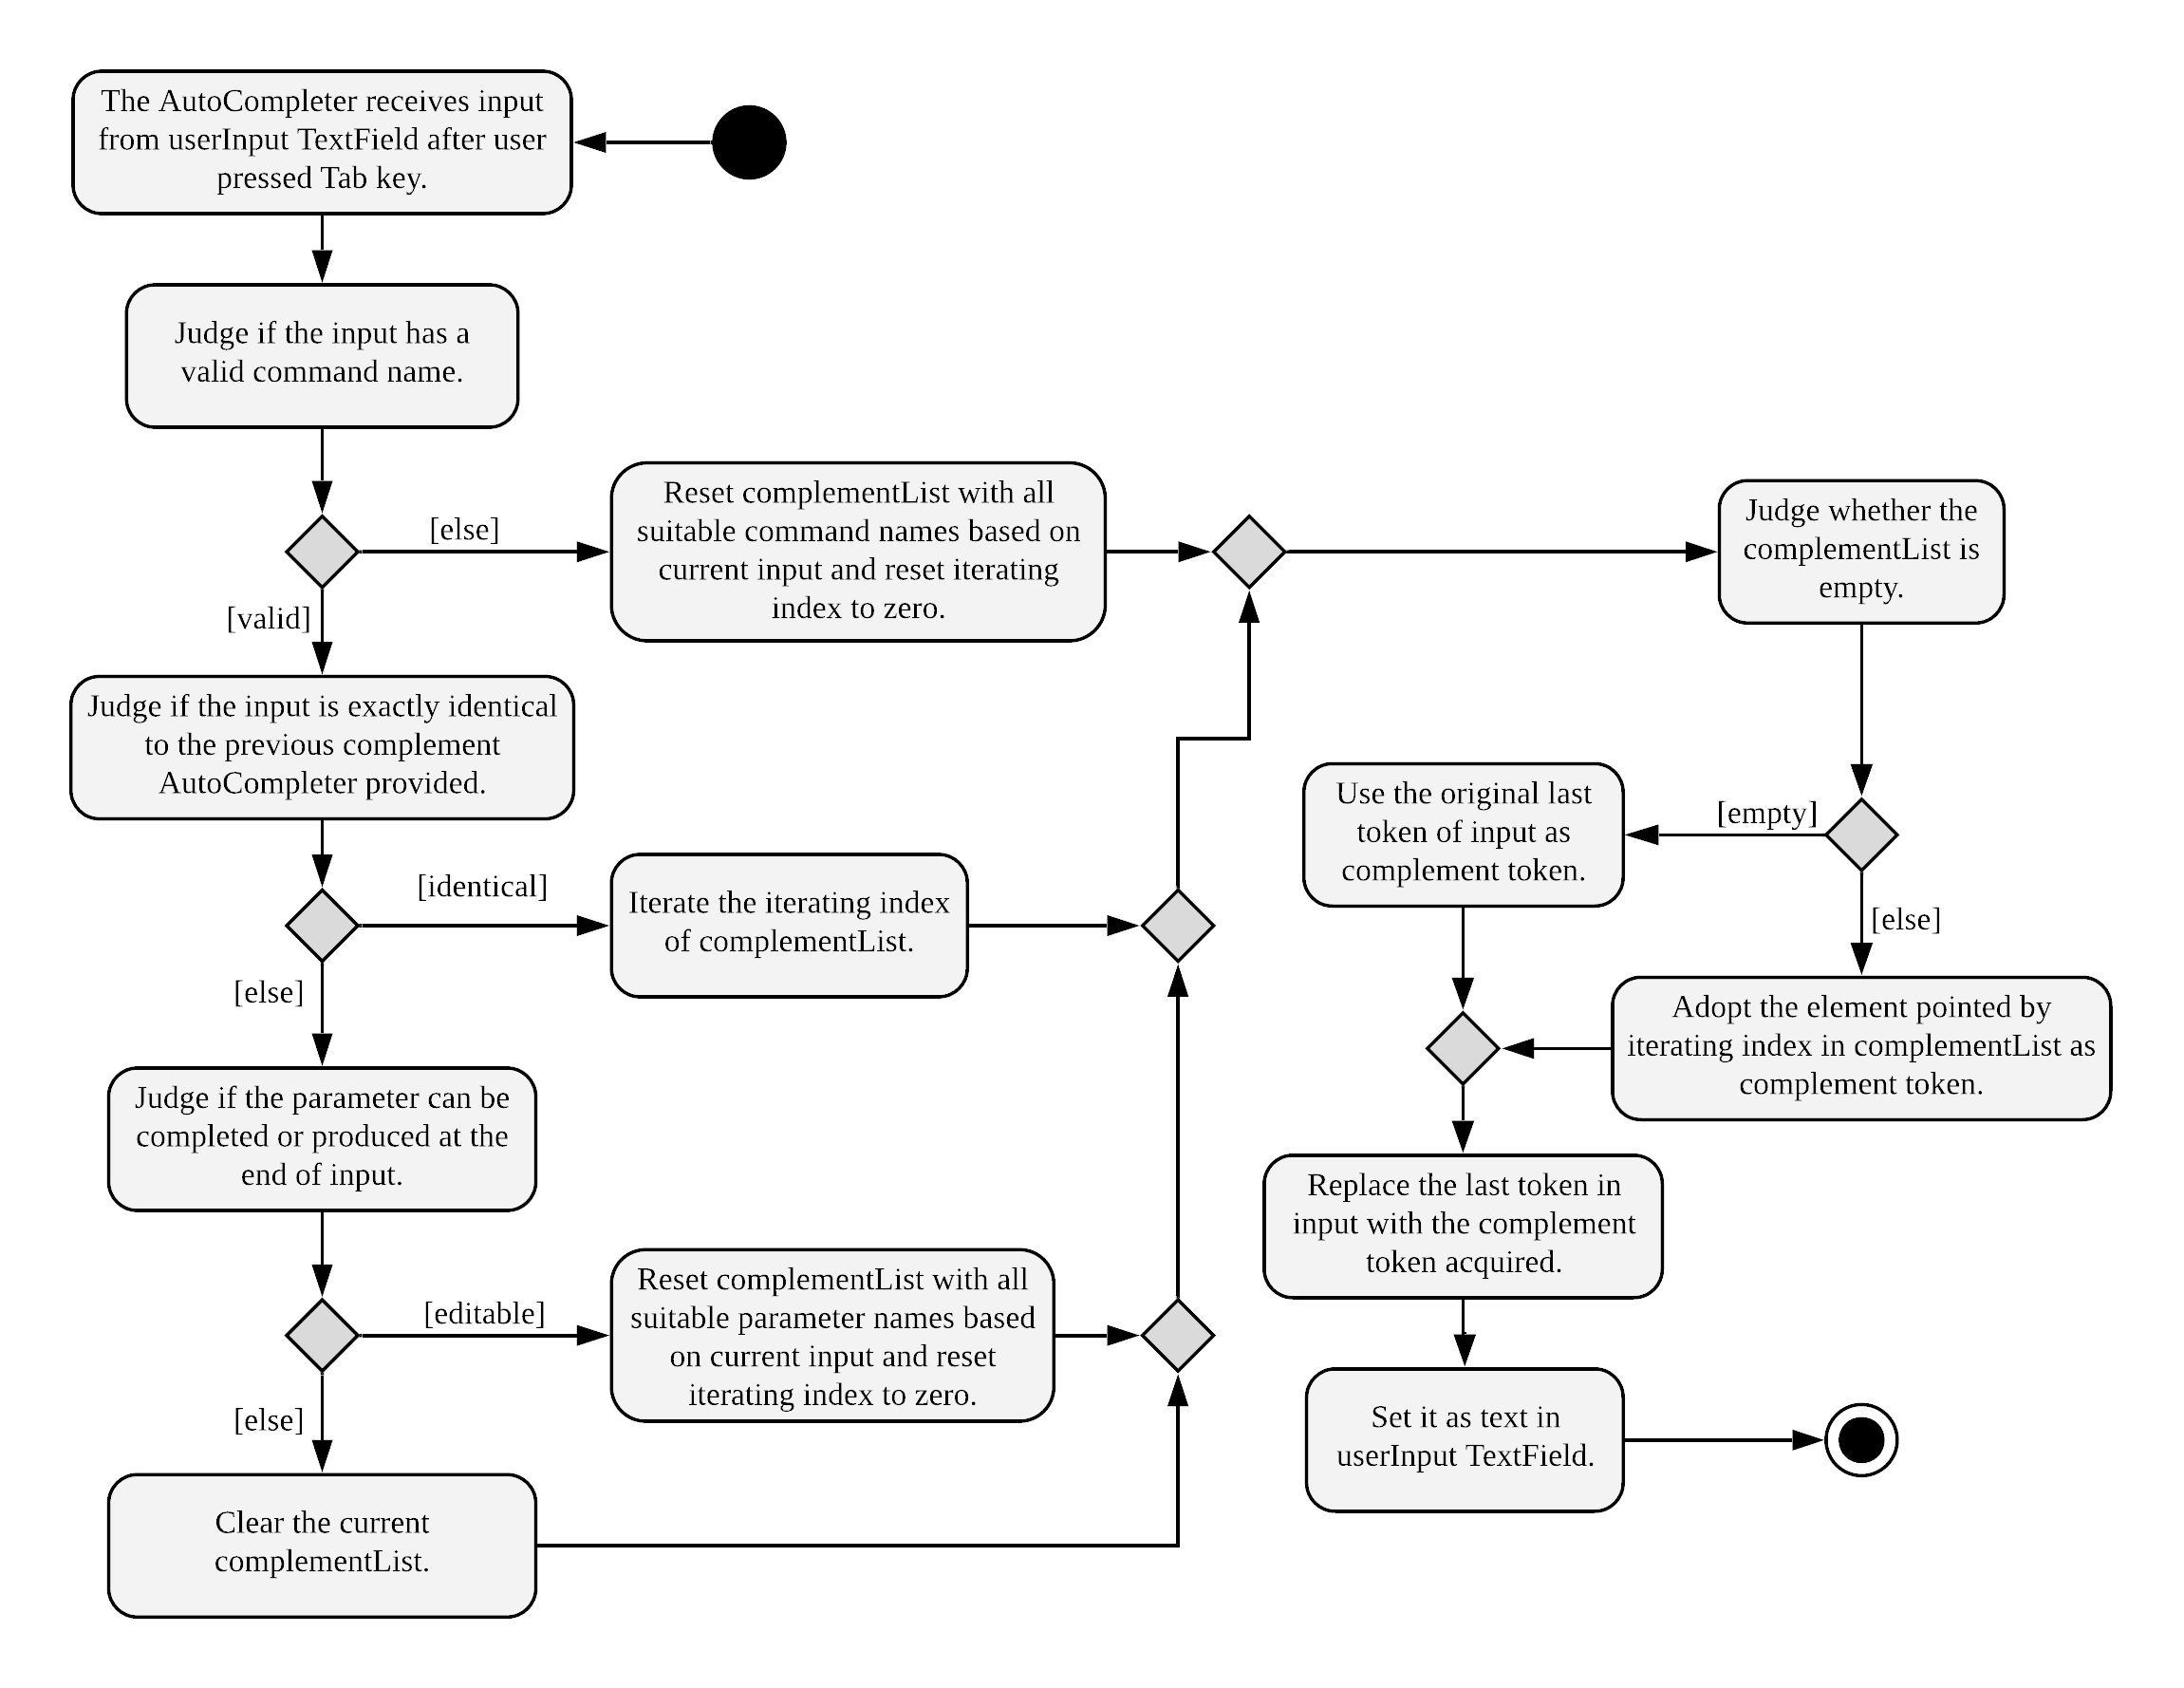 The AutoCompleter receives input
from userInput TextField after user
pressed Tab key.
Judge if the input has a
valid command name.
[else]
Reset complementList with all
suitable command names based on
current input and reset iterating
index to zero.
Judge whether the
complementList is
empty.
[valid]
Judge if the input is exactly identical
to the previous complement
AutoCompleter provided.
Use the original last
token of input as
complement token.
[empty]
[identical]
Iterate the iterating index
of complementList.
[else]
[else]
Adopt the element pointed by
iterating index in complementList as
complement token.
Judge if the parameter can be
completed or produced at the
end of input.
Replace the last token in
input with the complement
token acquired.
[editable]
Reset complementList with all
suitable parameter names based
on current input and reset
iterating index to zero.
[else]
Set it as text in
userInput TextField.
Clear the current
complementList.